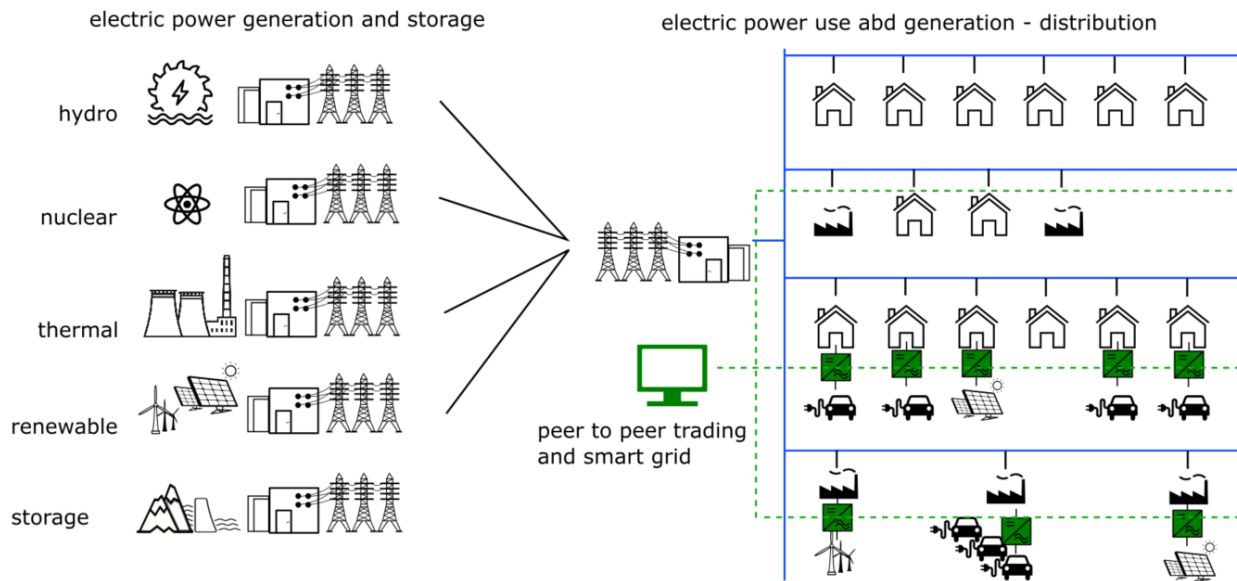 electric power generation and storage
electric power use abd generation - distribution
hydro
nuclear
thermal
renewable
storage
peer to peer trading
and smart grid